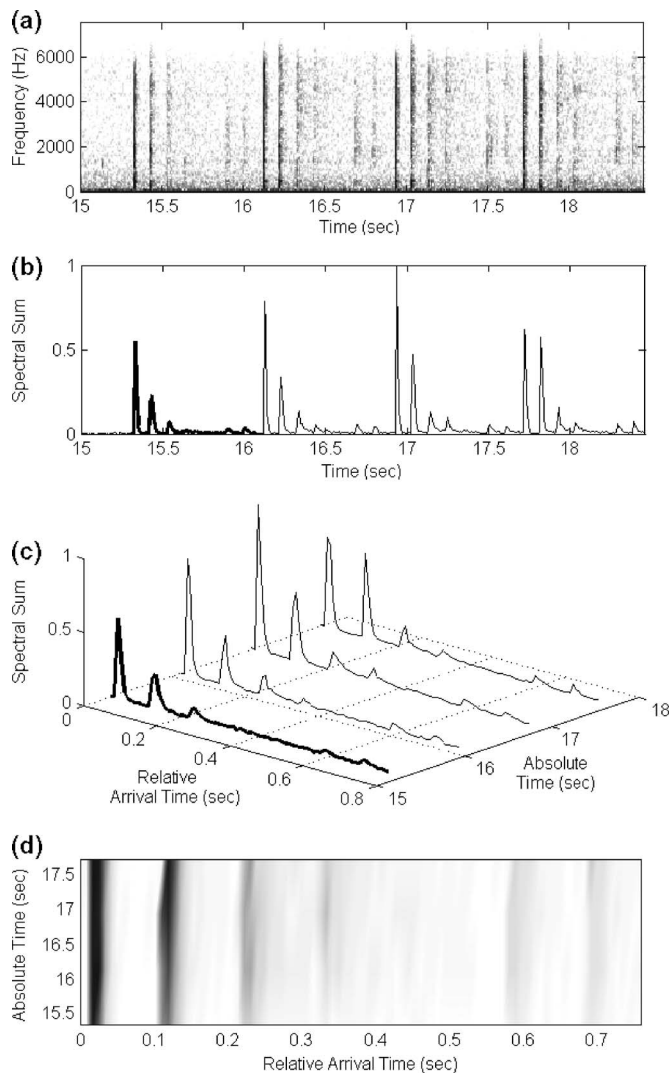 (a)
Frequency (Hz)
6000
4000
2000
0
15 15.5 16 16.5 17 17.5 18
Time (sec)
(b)
Spectral Sum
1
0.5
0
15 15.5 16 16.5 17 17.5 18
Time (sec)
(c)
Spectral Sum
1
0.5
0
0 0.2 0.4 0.6 0.8
Relative
Arrival Time (sec)
15 16 17 18
Absolute
Time (sec)
(d)
Absolute Time (sec)
17.5
17
16.5
16
15.5
0 0.1 0.2 0.3 0.4 0.5 0.6 0.7
Relative Arrival Time (sec)